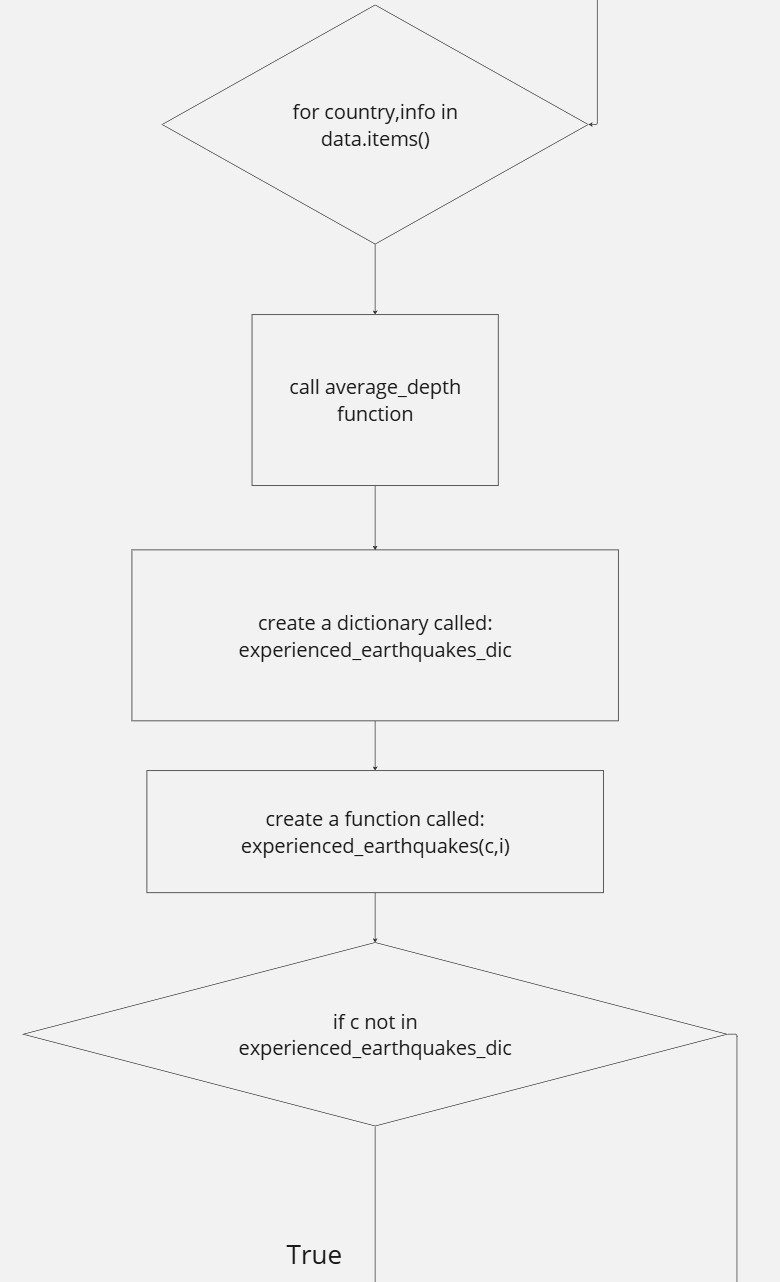 for country,info in
data.items()
call average_depth
function
create a dictionary called:
experienced_earthquakes_dic
create a function called:
experienced_earthquakes(c,i)
if c not in
experienced_earthquakes_dic
True